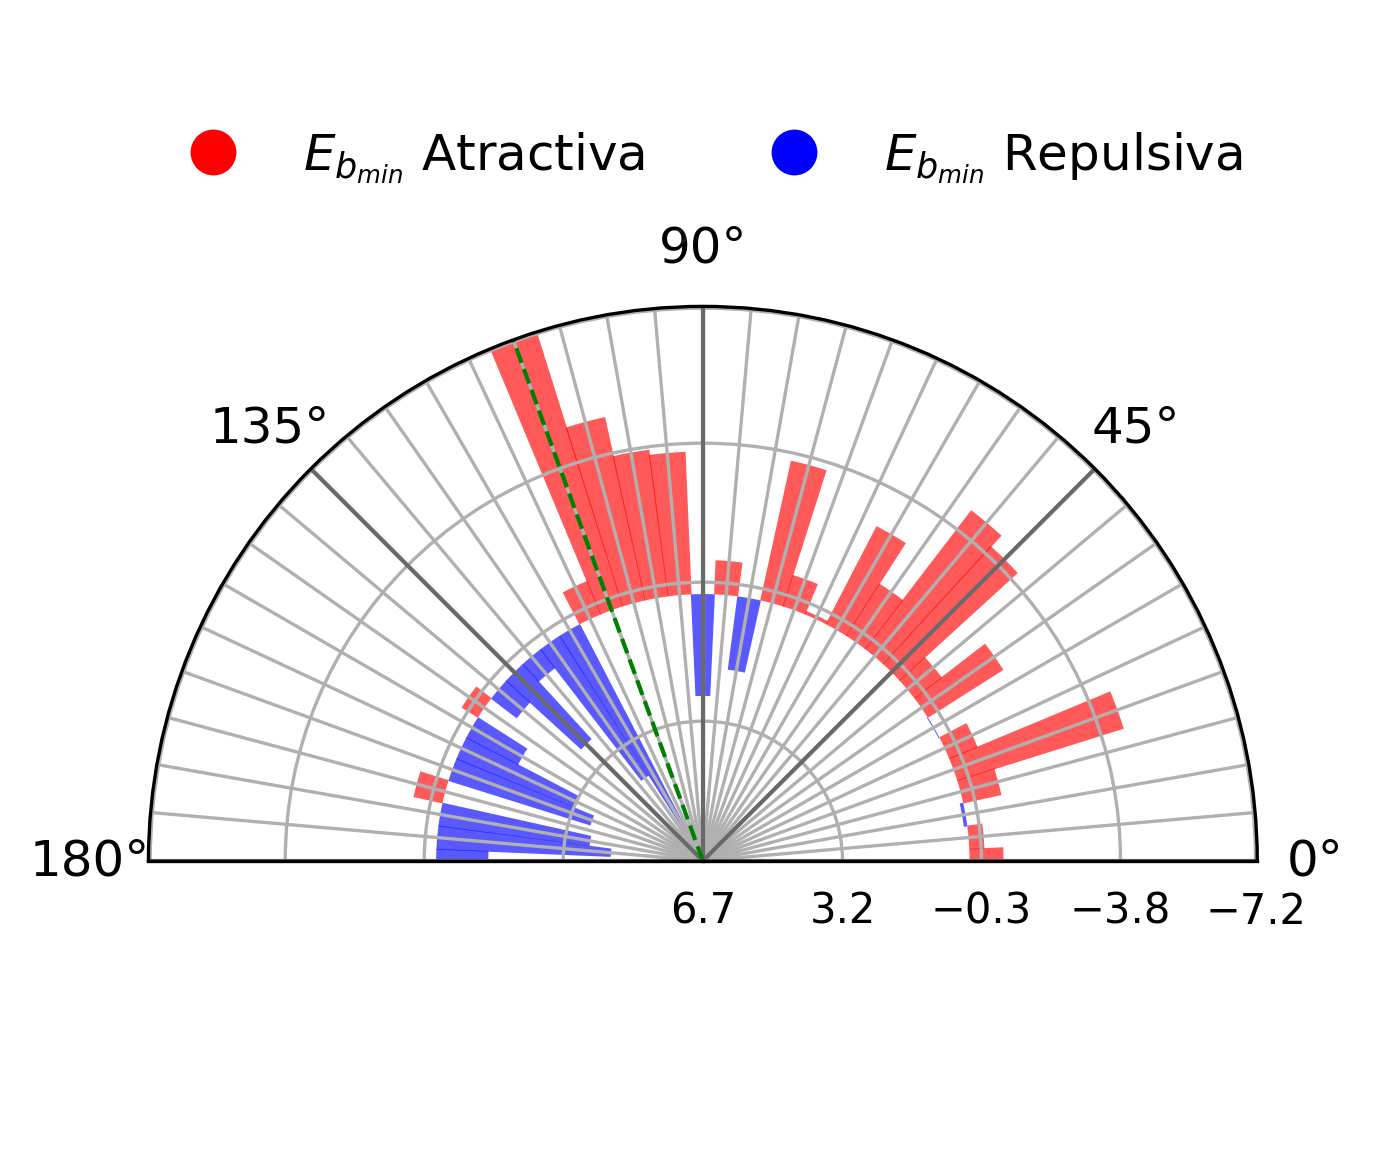 E_{b_{min}} Atractiva E_{b_{min}} Repulsiva
90°
135° 45°
180° 0°
6.7 3.2 −0.3 −3.8 −7.2